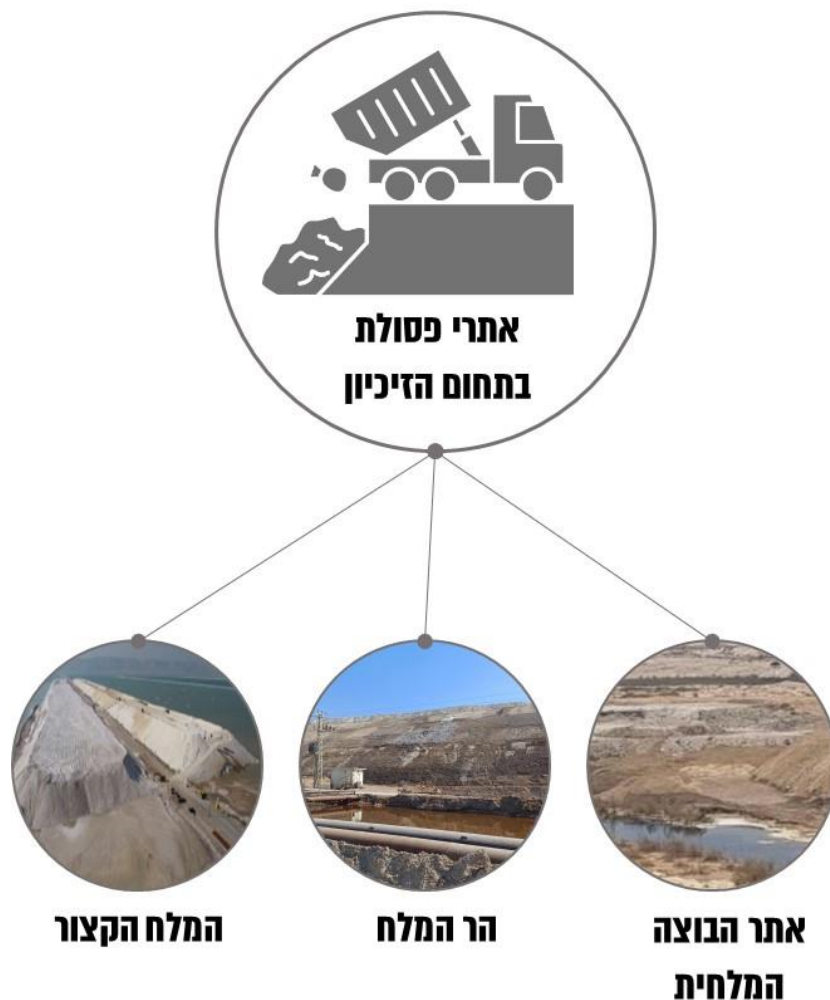 אתרי פסולת
בתחום הזיכיון
אתר הבוצה
המלחית
הר המלח
המלח הקצור